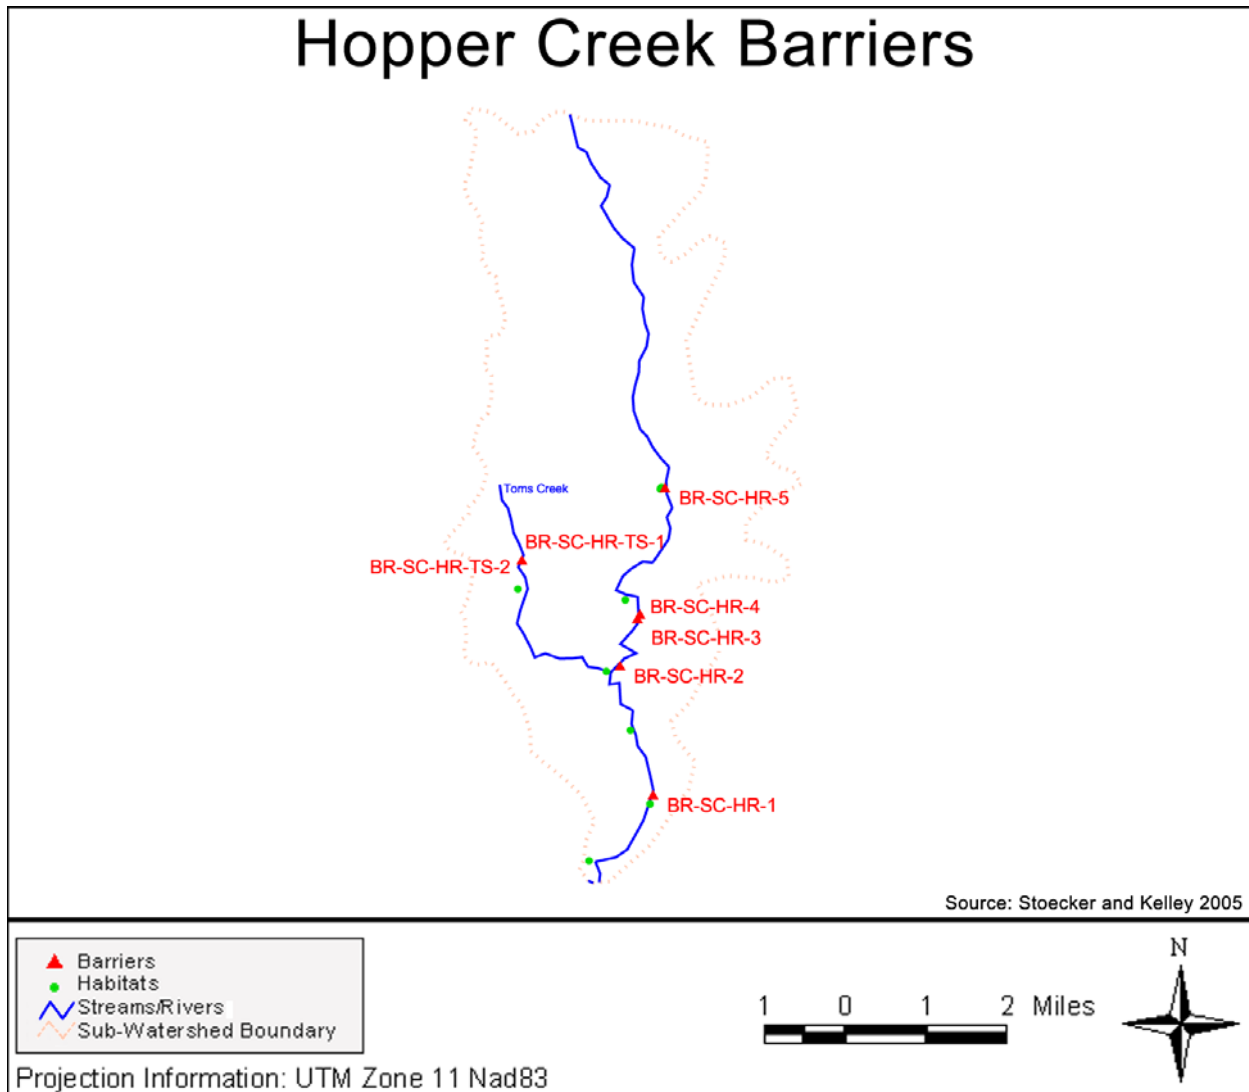 Hopper Creek Barriers
Toms Creek
BR-SC-HR-5
BR-SC-HR-TS-1
BR-SC-HR-TS-2
BR-SC-HR-4
BR-SC-HR-3
BR-SC-HR-2
BR-SC-HR-1
Source: Stoecker and Kelley 2005
Barriers
Habitats
Streams/Rivers
Sub-Watershed Boundary
1 0 1 2 Miles
N
Projection Information: UTM Zone 11 Nad83